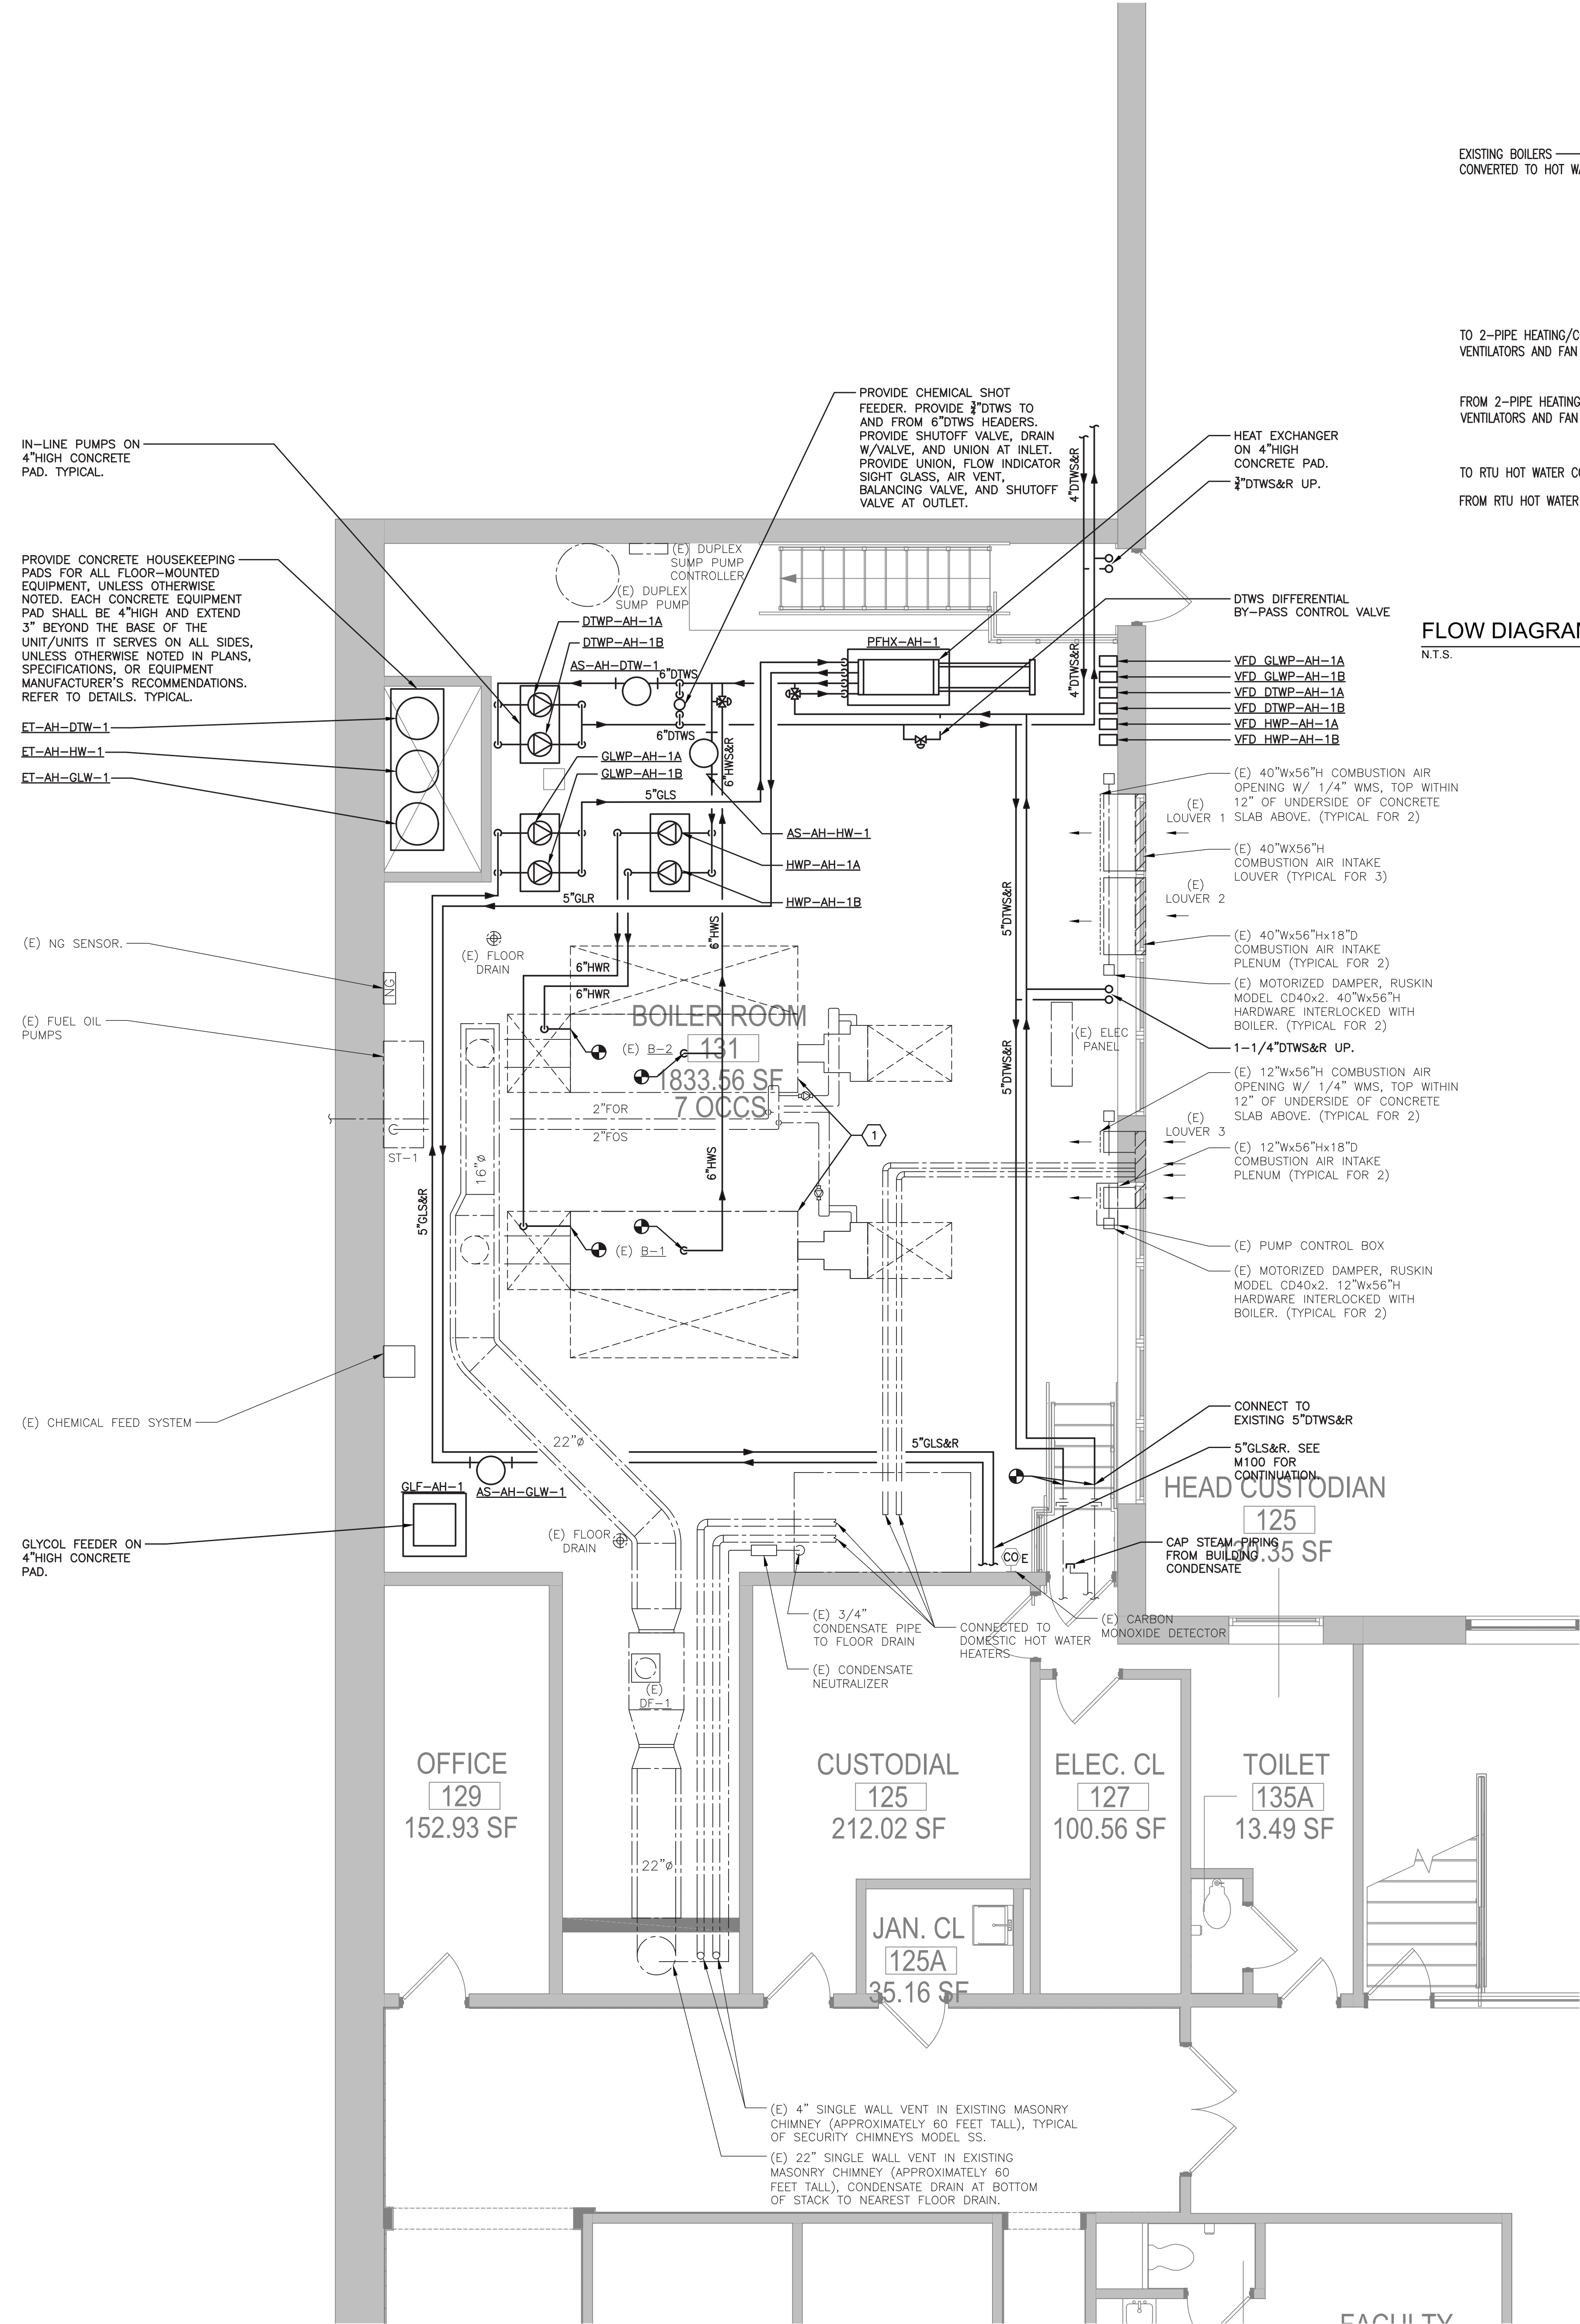 EXISTING BOILERS
CONVERTED TO HOT WA
TO 2-PIPE HEATING/C
VENTILATORS AND FAN
FROM 2-PIPE HEATING
VENTILATORS AND FAN
TO RTU HOT WATER CO
FROM RTU HOT WATER
FLOW DIAGRAM
N.T.S.
IN-LINE PUMPS ON
4"HIGH CONCRETE
PAD. TYPICAL.
PROVIDE CHEMICAL SHOT
FEEDER. PROVIDE 3/4"DTWS TO
AND FROM 6"DTWS HEADERS.
PROVIDE SHUTOFF VALVE, DRAIN
W/VALVE, AND UNION AT INLET.
PROVIDE UNION, FLOW INDICATOR
SIGHT GLASS, AIR VENT,
BALANCING VALVE, AND SHUTOFF
VALVE AT OUTLET.
4"DTWS&R
HEAT EXCHANGER
ON 4"HIGH
CONCRETE PAD.
3/4"DTWS&R UP.
PROVIDE CONCRETE HOUSEKEEPING
PADS FOR ALL FLOOR-MOUNTED
EQUIPMENT, UNLESS OTHERWISE
NOTED. EACH CONCRETE EQUIPMENT
PAD SHALL BE 4"HIGH AND EXTEND
3" BEYOND THE BASE OF THE
UNIT/UNITS IT SERVES ON ALL SIDES,
UNLESS OTHERWISE NOTED IN PLANS,
SPECIFICATIONS, OR EQUIPMENT
MANUFACTURER'S RECOMMENDATIONS.
REFER TO DETAILS. TYPICAL.
ET-AH-DTW-1
ET-AH-HW-1
ET-AH-GLW-1
(E) DUPLEX
SUMP PUMP
CONTROLLER
(E) DUPLEX
SUMP PUMP
DTWP-AH-1A
DTWP-AH-1B
AS-AH-DTW-1
6"DTWS
6"DTWS
PFHX-AH-1
4"DTWS&R
DTWS DIFFERENTIAL
BY-PASS CONTROL VALVE
VFD GLWP-AH-1A
VFD GLWP-AH-1B
VFD DTWP-AH-1A
VFD DTWP-AH-1B
VFD HWP-AH-1A
VFD HWP-AH-1B
GLWP-AH-1A
GLWP-AH-1B
6"HWS&R
5"GLS
AS-AH-HW-1
HWP-AH-1A
HWP-AH-1B
5"GLR
(E)
LOUVER 1
(E) 40"Wx56"H COMBUSTION AIR
OPENING W/ 1/4" WMS, TOP WITHIN
12" OF UNDERSIDE OF CONCRETE
SLAB ABOVE. (TYPICAL FOR 2)
(E) 40"WX56"H
COMBUSTION AIR INTAKE
LOUVER (TYPICAL FOR 3)
(E)
LOUVER 2
(E) 40"Wx56"Hx18"D
COMBUSTION AIR INTAKE
PLENUM (TYPICAL FOR 2)
(E) MOTORIZED DAMPER, RUSKIN
MODEL CD40x2. 40"Wx56"H
HARDWARE INTERLOCKED WITH
BOILER. (TYPICAL FOR 2)
1-1/4"DTWS&R UP.
(E) 12"Wx56"H COMBUSTION AIR
OPENING W/ 1/4" WMS, TOP WITHIN
12" OF UNDERSIDE OF CONCRETE
SLAB ABOVE. (TYPICAL FOR 2)
(E)
LOUVER 3
(E) 12"Wx56"Hx18"D
COMBUSTION AIR INTAKE
PLENUM (TYPICAL FOR 2)
(E) PUMP CONTROL BOX
(E) MOTORIZED DAMPER, RUSKIN
MODEL CD40x2. 12"Wx56"H
HARDWARE INTERLOCKED WITH
BOILER. (TYPICAL FOR 2)
(E) NG SENSOR.
NG
(E) FLOOR
DRAIN
6"HWR
6"HWR
6"HWS
5"DTWS&R
(E) FUEL OIL
PUMPS
BOILER ROOM
131
1833.56 SF
7 OCCS
(E) B-2
(E) ELEC
PANEL
5"DTWS&R
2"FOR
2"FOS
ST-1
16"ø
1
6"HWS
5"GLS&R
(E) B-1
(E) CHEMICAL FEED SYSTEM
22"ø
5"GLS&R
GLF-AH-1
AS-AH-GLW-1
GLYCOL FEEDER ON
4"HIGH CONCRETE
PAD.
(E) FLOOR
DRAIN
CO E
CONNECT TO
EXISTING 5"DTWS&R
5"GLS&R. SEE
M100 FOR
CONTINUATION.
HEAD CUSTODIAN
125
130.35 SF
CAP STEAM PIPING
FROM BUILDING
CONDENSATE
(E) 3/4"
CONDENSATE PIPE
TO FLOOR DRAIN
CONNECTED TO
DOMESTIC HOT WATER
HEATERS
(E) CARBON
MONOXIDE DETECTOR
(E) CONDENSATE
NEUTRALIZER
(E)
DF-1
OFFICE
129
152.93 SF
CUSTODIAL
125
212.02 SF
ELEC. CL
127
100.56 SF
TOILET
135A
13.49 SF
22"ø
JAN. CL
125A
35.16 SF
(E) 4" SINGLE WALL VENT IN EXISTING MASONRY
CHIMNEY (APPROXIMATELY 60 FEET TALL), TYPICAL
OF SECURITY CHIMNEYS MODEL SS.
(E) 22" SINGLE WALL VENT IN EXISTING
MASONRY CHIMNEY (APPROXIMATELY 60
FEET TALL), CONDENSATE DRAIN AT BOTTOM
OF STACK TO NEAREST FLOOR DRAIN.
FACULTY